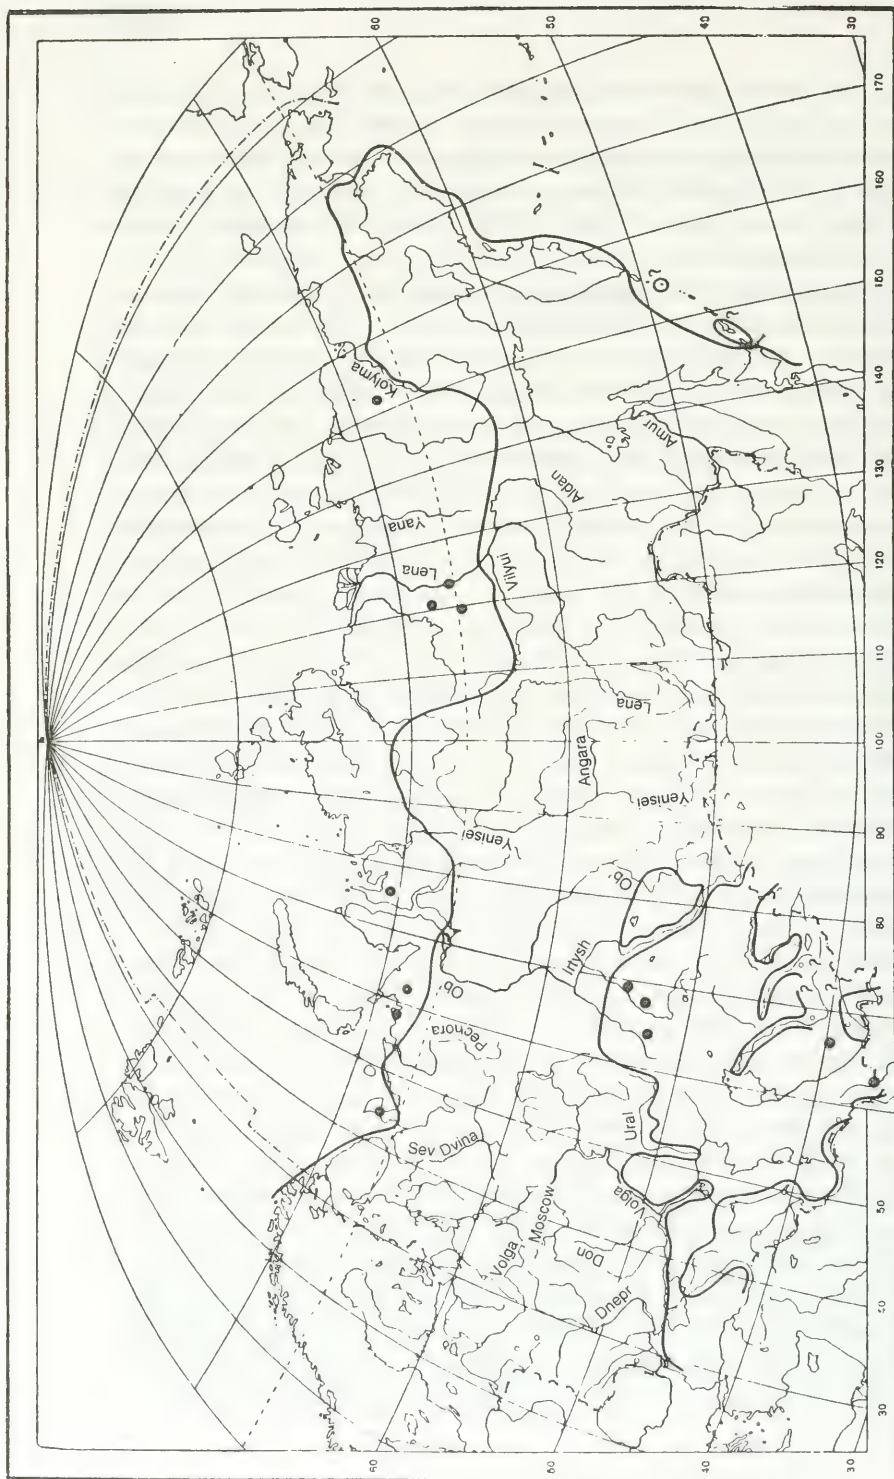 60
50
40
30
170
160
150
140
130
120
110
100
90
80
50
50
30
60
50
40
30
Kolyma
Yana
Lena
Aldan
Amur
Vilyui
Lena
Angara
Yenisei
Yenisei
Ob
Irtysh
Ob
Pechora
Sev Dvina
Ural
Volga
Moscow
Volga
Don
Dnepr
?
?
?
?
?